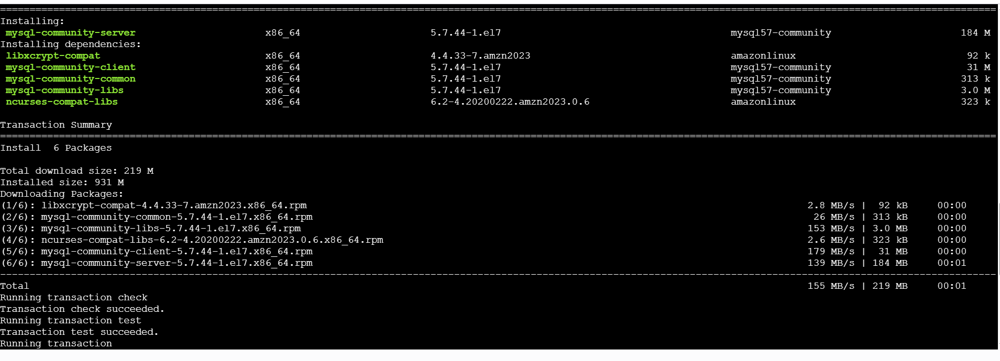 Installing:
mysql-community-server x86_64 5.7.44-1.el7 mysql57-community 184 M
Installing dependencies:
libxcrypt-compat x86_64 4.4.33-7.amzn2023 amazonlinux 92 k
mysql-community-client x86_64 5.7.44-1.el7 mysql57-community 31 M
mysql-community-common x86_64 5.7.44-1.el7 mysql57-community 313 k
mysql-community-libs x86_64 5.7.44-1.el7 mysql57-community 3.0 M
ncurses-compat-libs x86_64 6.2-4.20200222.amzn2023.0.6 amazonlinux 323 k
Transaction Summary
Install 6 Packages
Total download size: 219 M
Installed size: 931 M
Downloading Packages:
(1/6): libxcrypt-compat-4.4.33-7.amzn2023.x86_64.rpm 2.8 MB/s | 92 kB 00:00
(2/6): mysql-community-common-5.7.44-1.el7.x86_64.rpm 26 MB/s | 313 kB 00:00
(3/6): mysql-community-libs-5.7.44-1.el7.x86_64.rpm 153 MB/s | 3.0 MB 00:00
(4/6): ncurses-compat-libs-6.2-4.20200222.amzn2023.0.6.x86_64.rpm 2.6 MB/s | 323 kB 00:00
(5/6): mysql-community-client-5.7.44-1.el7.x86_64.rpm 179 MB/s | 31 MB 00:00
(6/6): mysql-community-server-5.7.44-1.el7.x86_64.rpm 139 MB/s | 184 MB 00:01
Total 155 MB/s | 219 MB 00:01
Running transaction check
Transaction check succeeded.
Running transaction test
Transaction test succeeded.
Running transaction